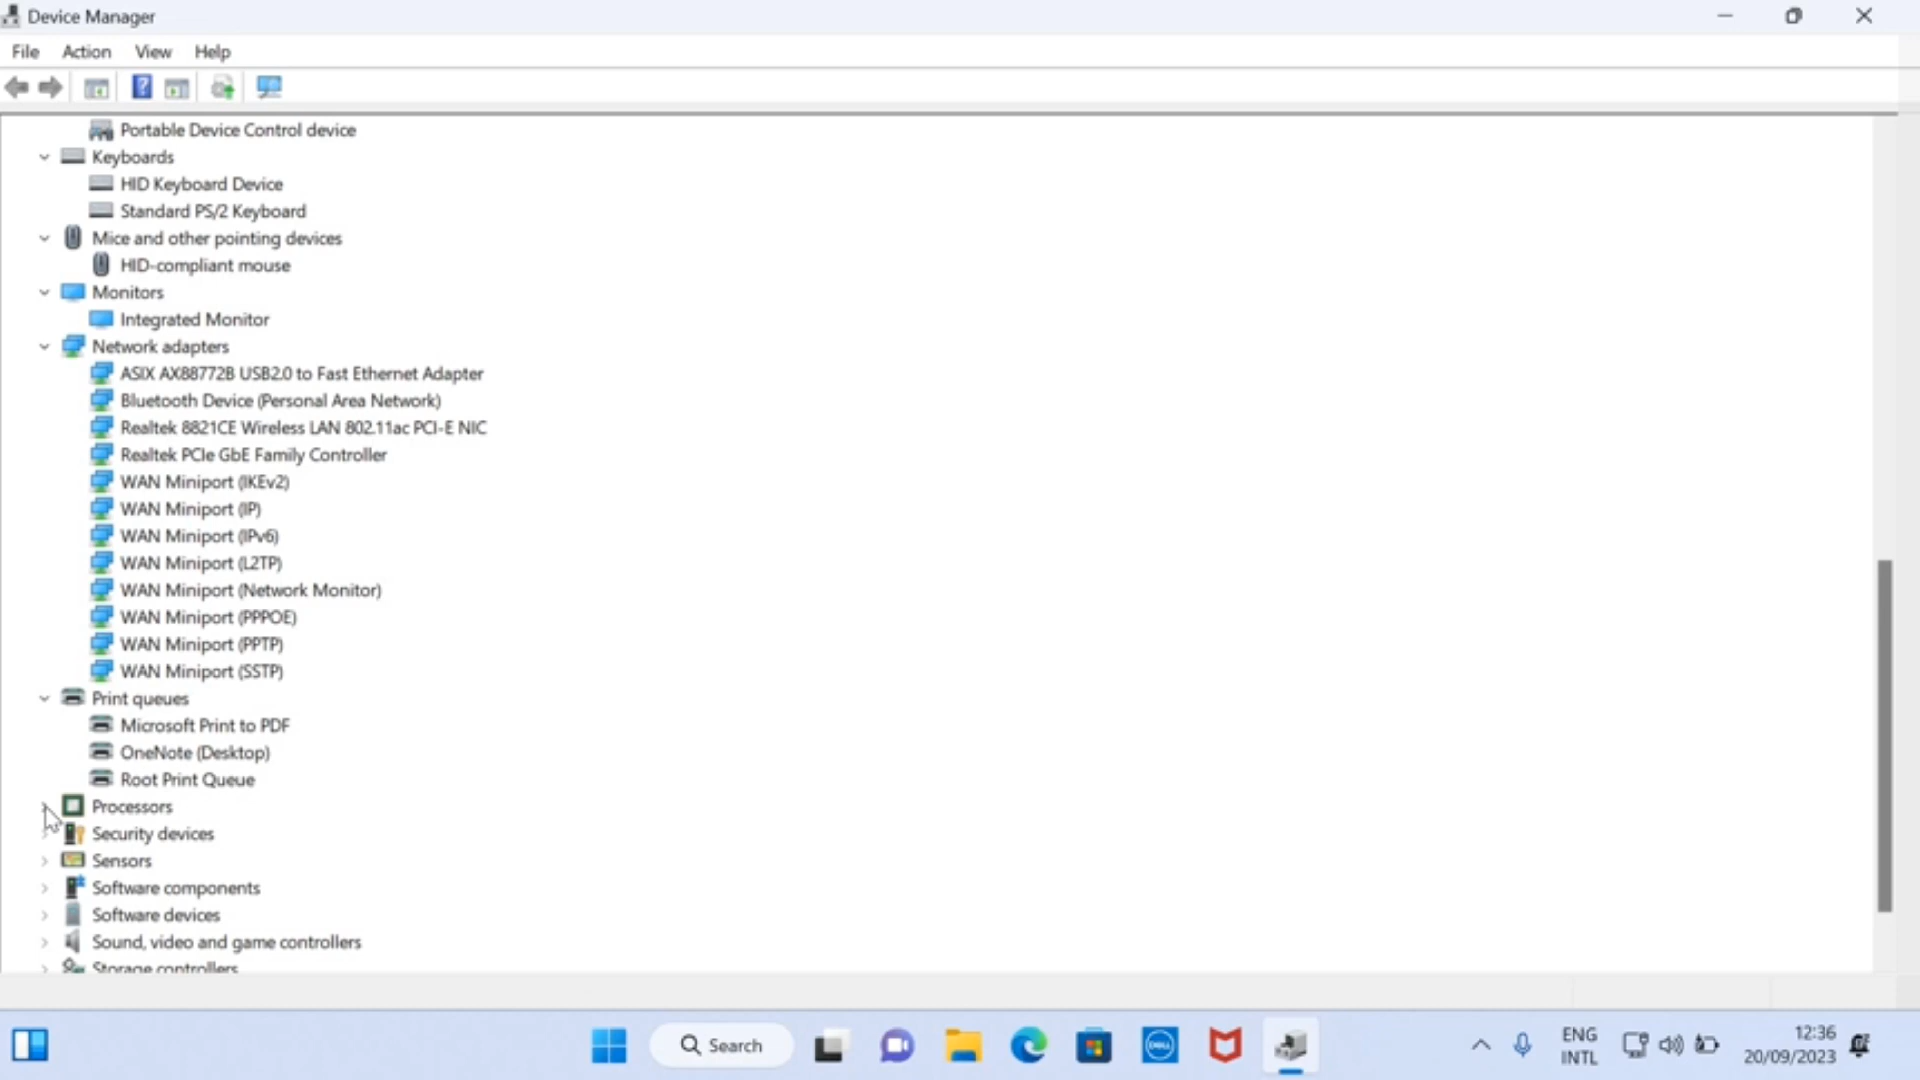 Device Manager
File Action View Help
Portable Device Control device
Keyboards
HID Keyboard Device
Standard PS/2 Keyboard
Mice and other pointing devices
HID-compliant mouse
Monitors
Integrated Monitor
Network adapters
ASIX AX88772B USB2.0 to Fast Ethernet Adapter
Bluetooth Device (Personal Area Network)
Realtek 8821CE Wireless LAN 802.11ac PCI-E NIC
Realtek PCIe GbE Family Controller
WAN Miniport (IKEv2)
WAN Miniport (IP)
WAN Miniport (IPv6)
WAN Miniport (L2TP)
WAN Miniport (Network Monitor)
WAN Miniport (PPPOE)
WAN Miniport (PPTP)
WAN Miniport (SSTP)
Print queues
Microsoft Print to PDF
OneNote (Desktop)
Root Print Queue
Processors
Security devices
Sensors
Software components
Software devices
Sound, video and game controllers
Storage controllers
Search
DELL
ENG
INTL
12:36
20/09/2023